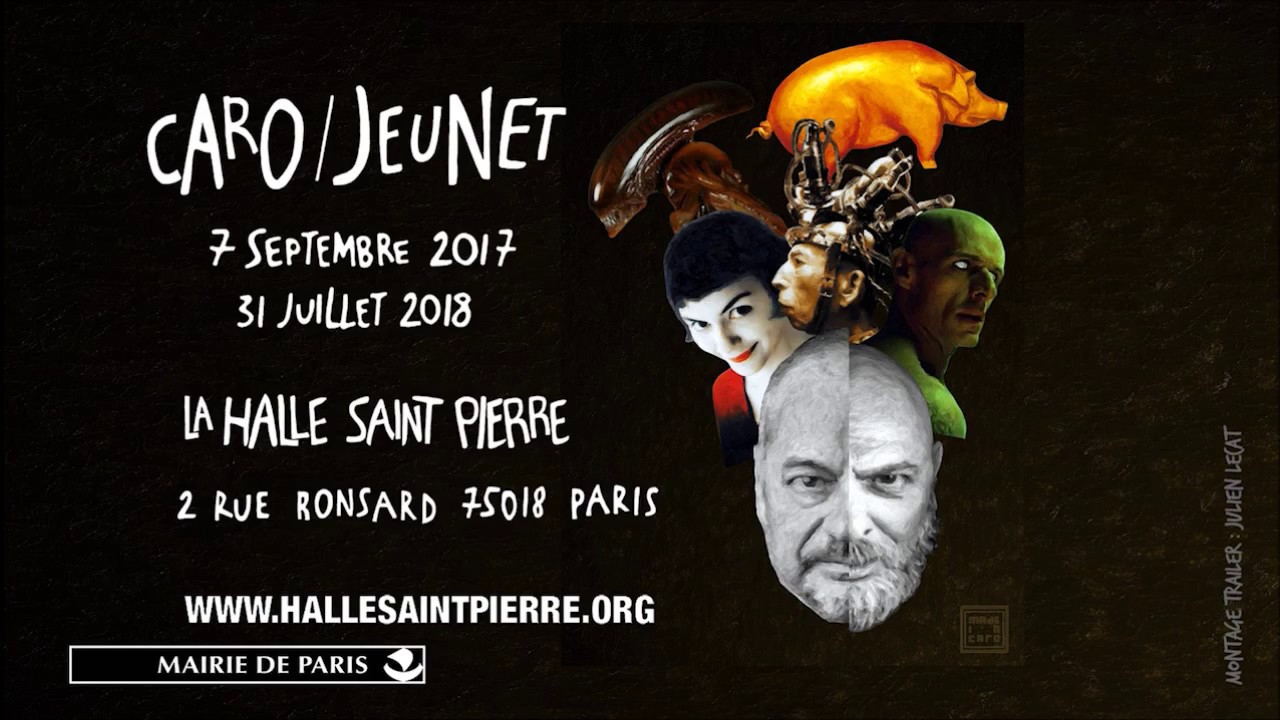 CARO/JEUNET
7 SEPTEMBRE 2017
31 JUILLET 2018
LA HALLE SAINT PIERRE
2 RUE RONSARD 75018 PARIS
WWW.HALLESAINTPIERRE.ORG
MAIRIE DE PARIS
MONTAGE TRAILER : JULIEN LECAT